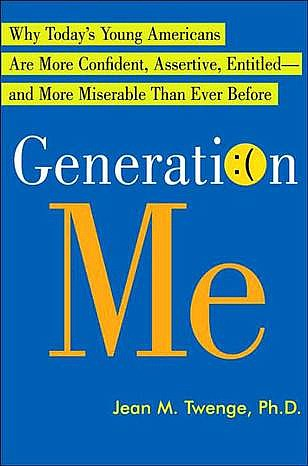 Why Today's Young Americans
Are More Confident, Assertive, Entitled—
and More Miserable Than Ever Before
Generati:(n
Me
Jean M. Twenge, Ph.D.